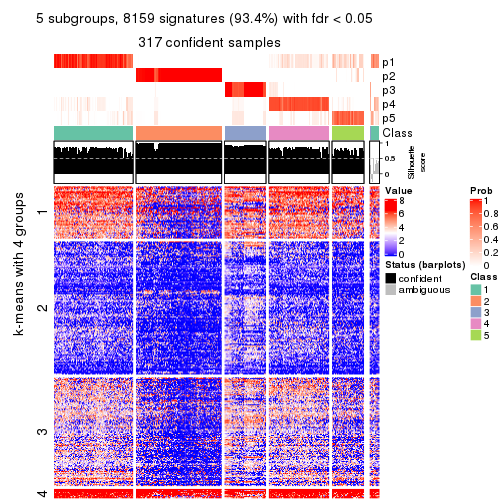 5 subgroups, 8159 signatures (93.4%) with fdr < 0.05
317 confident samples
p1
p2
p3
p4
p5
Class
1
0.5
0
Silhouette
score
k-means with 4 groups
1
2
3
4
Value
8
6
4
2
0
Status (barplots)
confident
ambiguous
Prob
1
0.8
0.6
0.4
0.2
0
Class
1
2
3
4
5